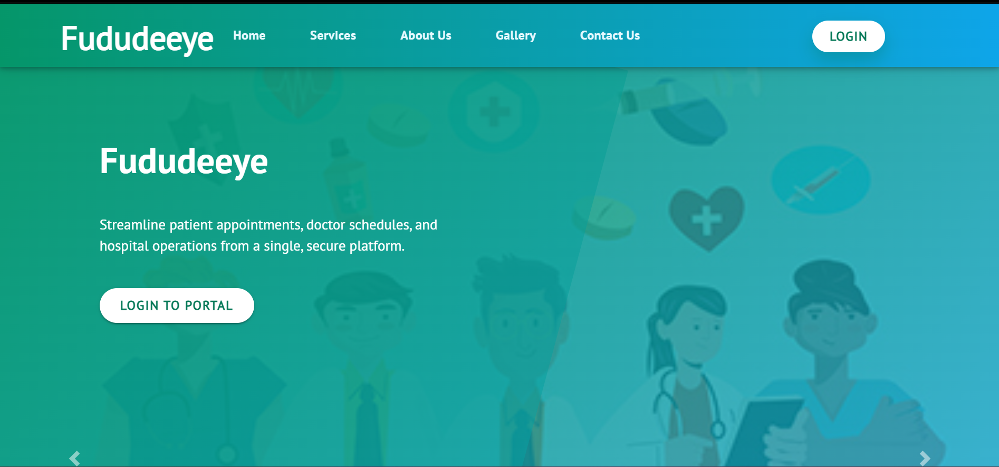 Fududeeye
Home
Services
About Us
Gallery
Contact Us
LOGIN
Fududeeye
Streamline patient appointments, doctor schedules, and
hospital operations from a single, secure platform.
LOGIN TO PORTAL